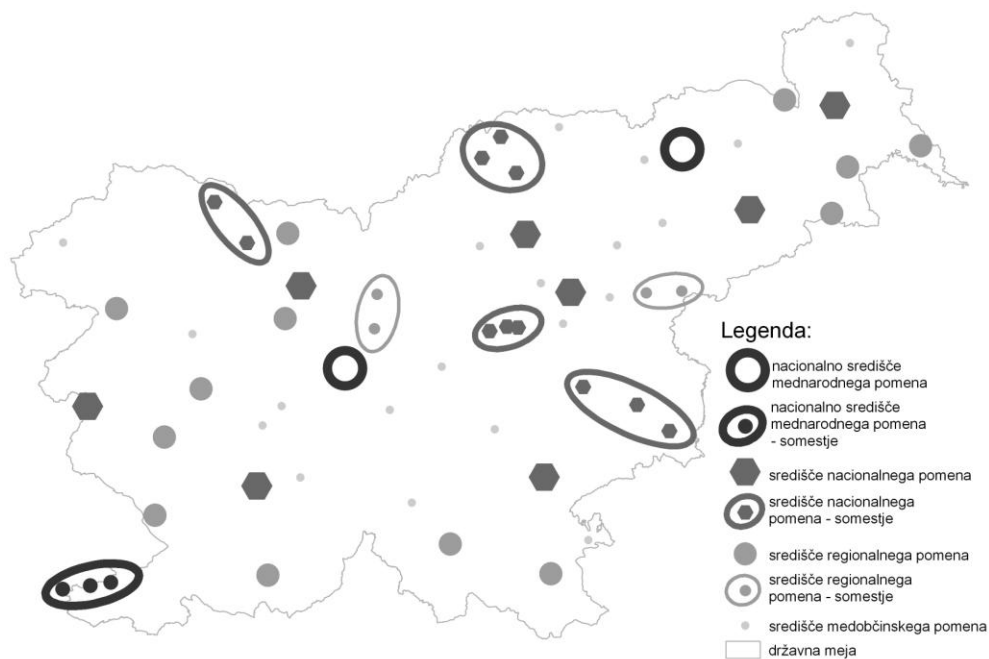 Legenda:
nacionalno središče
mednarodnega pomena
nacionalno središče
mednarodnega pomena
- somestje
središče nacionalnega pomena
središče nacionalnega
pomena - somestje
središče regionalnega pomena
središče regionalnega
pomena - somestje
središče medobčinskega pomena
državna meja